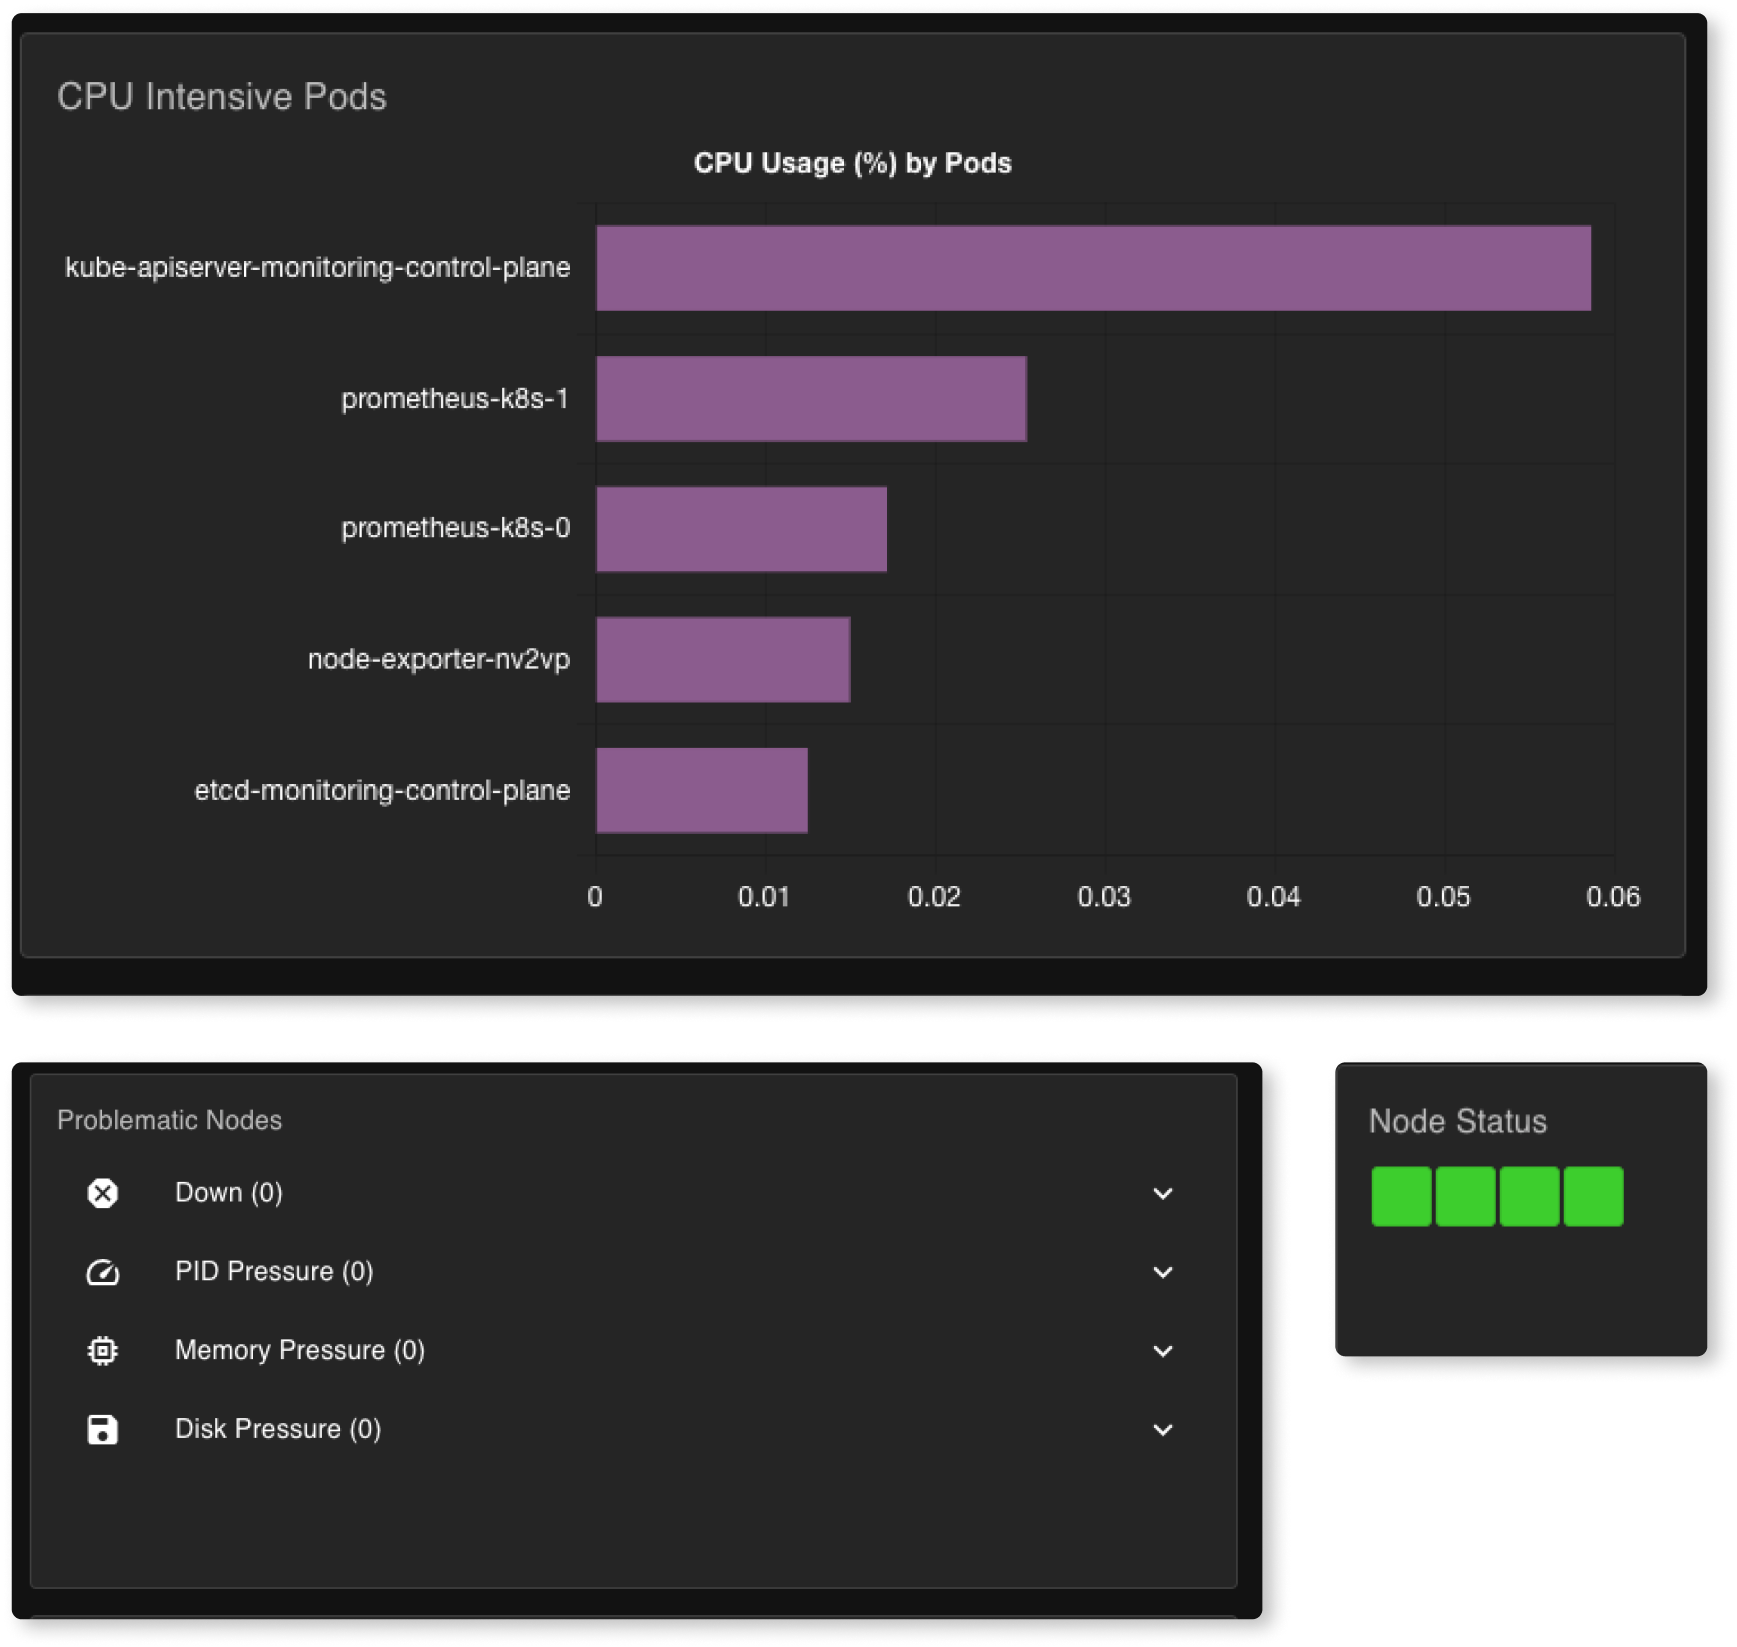 CPU Intensive Pods
CPU Usage (%) by Pods
kube-apiserver-monitoring-control-plane
prometheus-k8s-1
prometheus-k8s-0
node-exporter-nv2vp
etcd-monitoring-control-plane
0 0.01 0.02 0.03 0.04 0.05 0.06
Problematic Nodes
Down (0)
PID Pressure (0)
Memory Pressure (0)
Disk Pressure (0)
Node Status